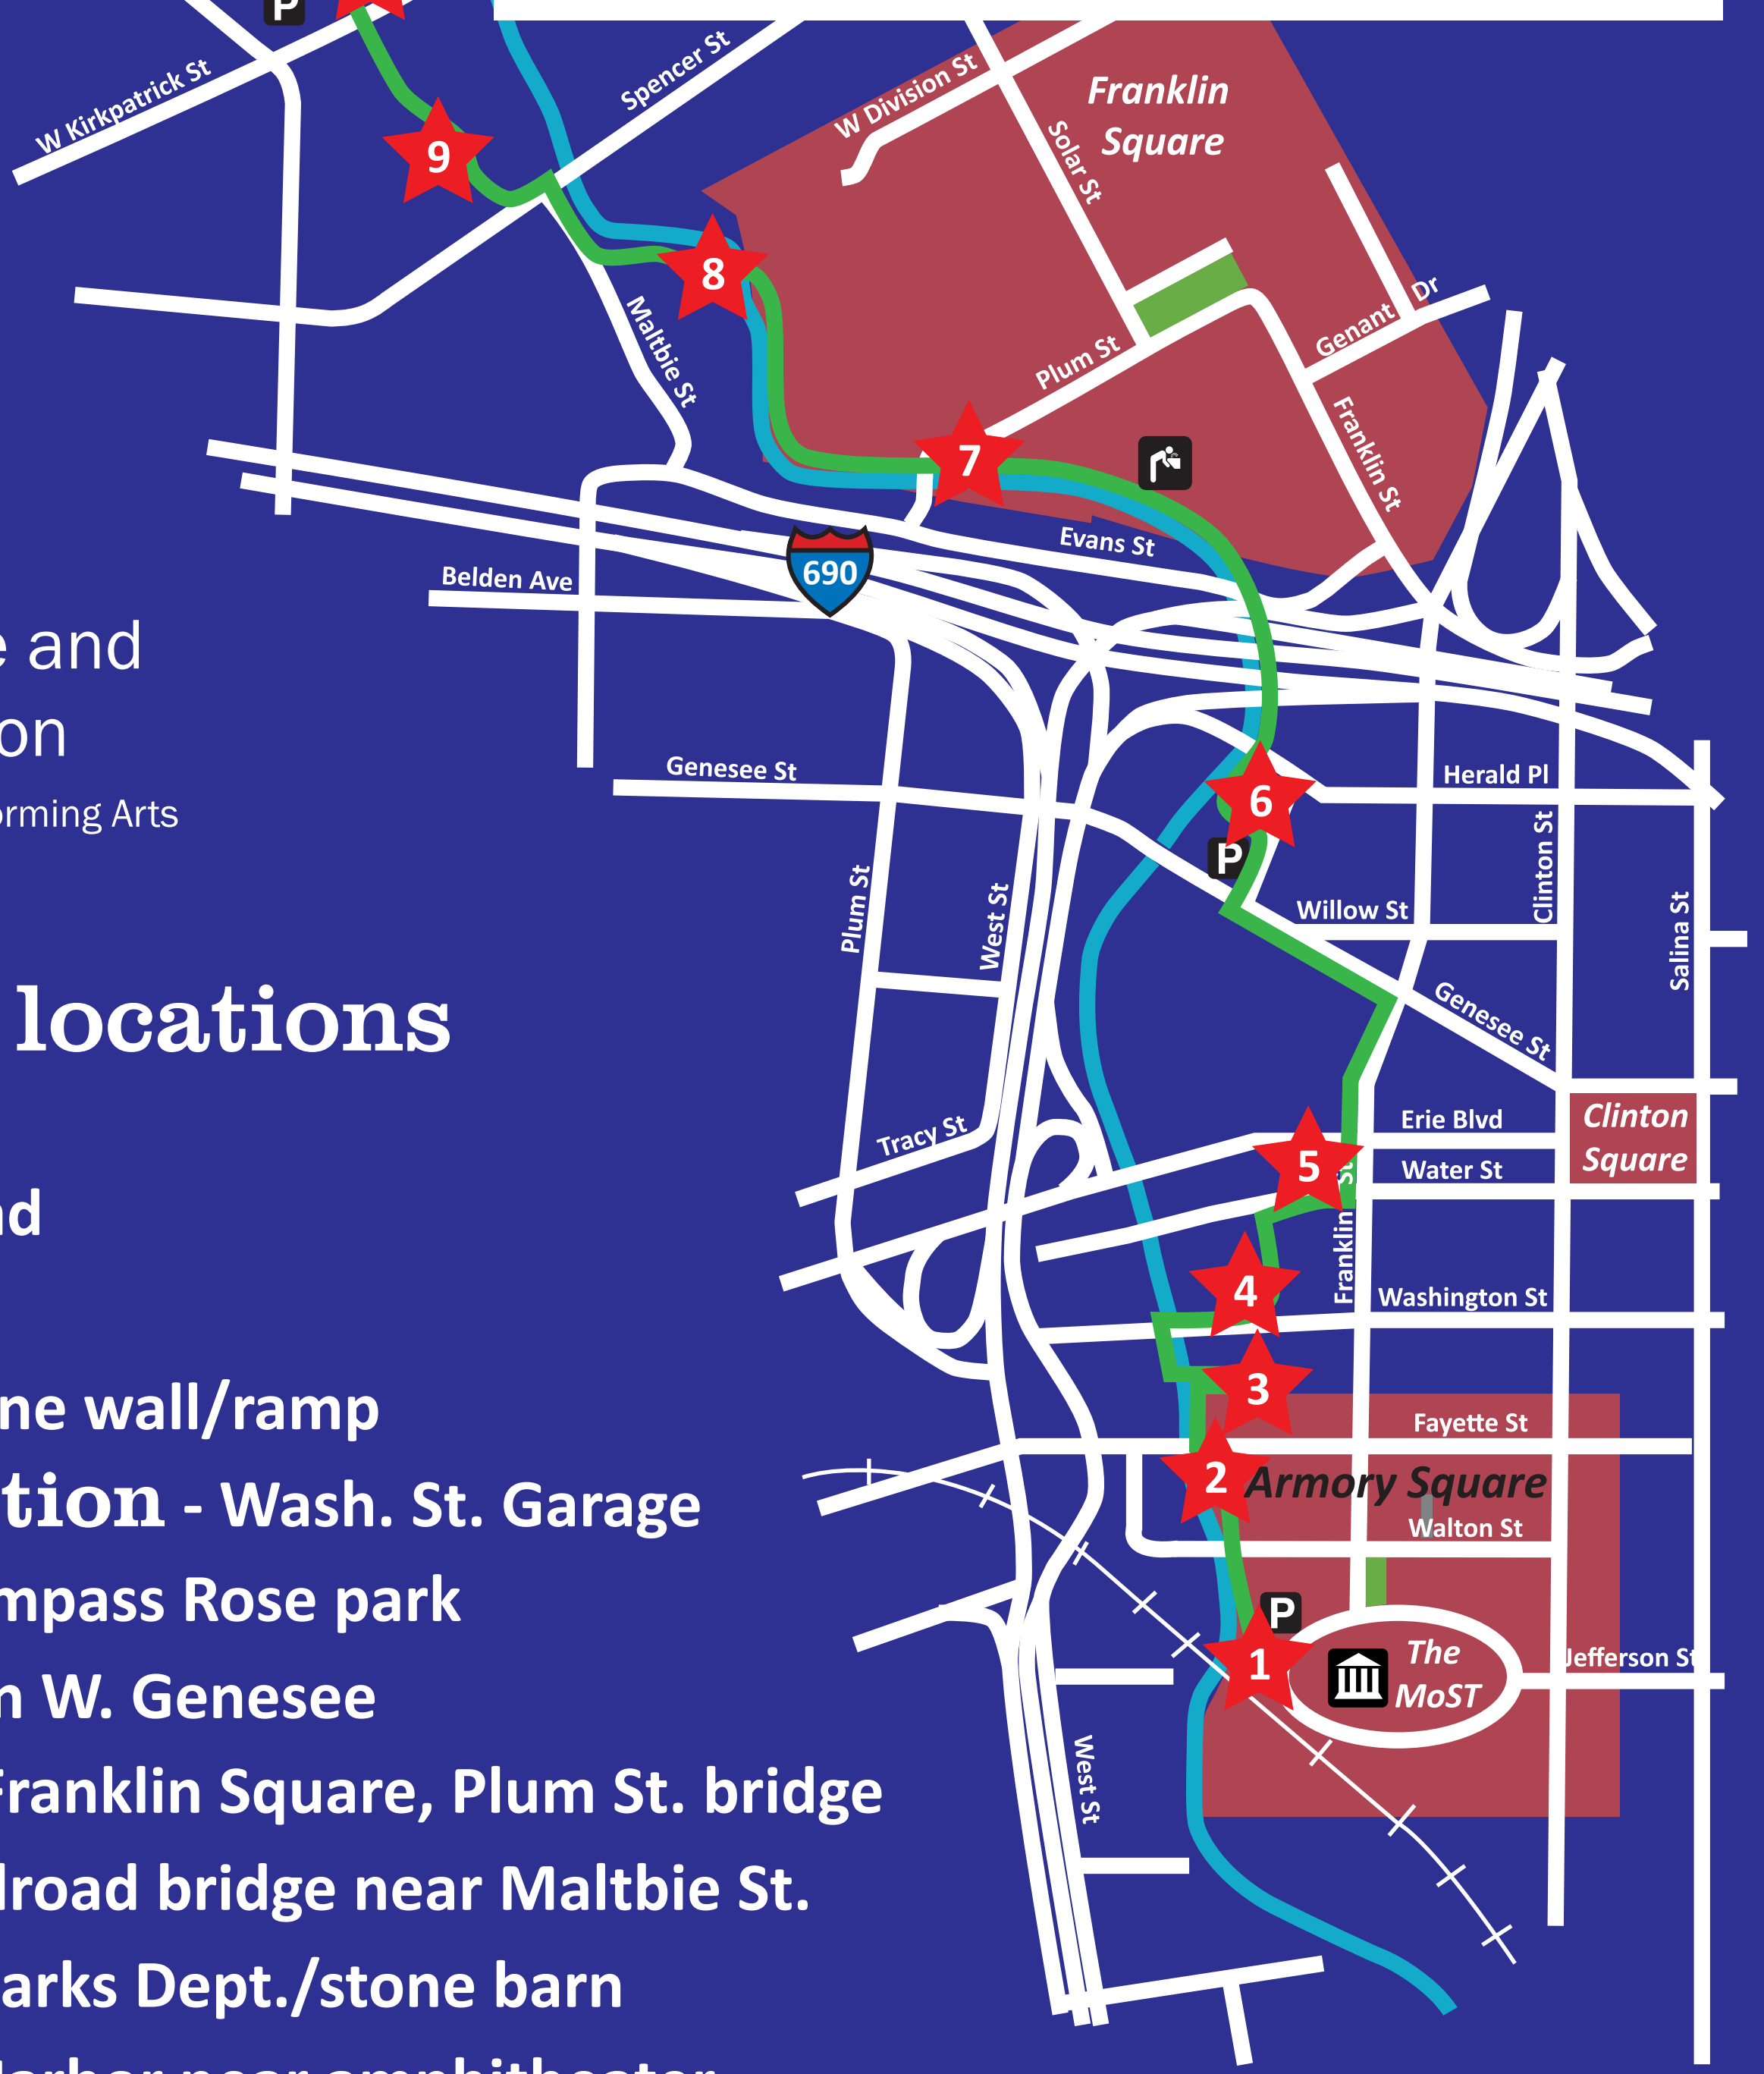 P
W Kirkpatrick St
Spencer St
W Division St
Franklin
Square
Solar St
9
8
Maltbie St
Plum St
Genant Dr
Franklin St
7
Evans St
690
Belden Ave
and
on
Genesee St
Herald Pl
6
orming Arts
P
Clinton St
Plum St
West St
Willow St
Salina St
locations
Genesee St
Tracy St
Erie Blvd
Clinton
Square
5
Water St
Franklin St
4
Washington St
3
ne wall/ramp
Fayette St
2
Armory Square
tion - Wash. St. Garage
Walton St
mpass Rose park
P
1
The
MoST
Jefferson St
n W. Genesee
West St
Franklin Square, Plum St. bridge
lroad bridge near Maltbie St.
arks Dept./stone barn
arbor near amphitheater